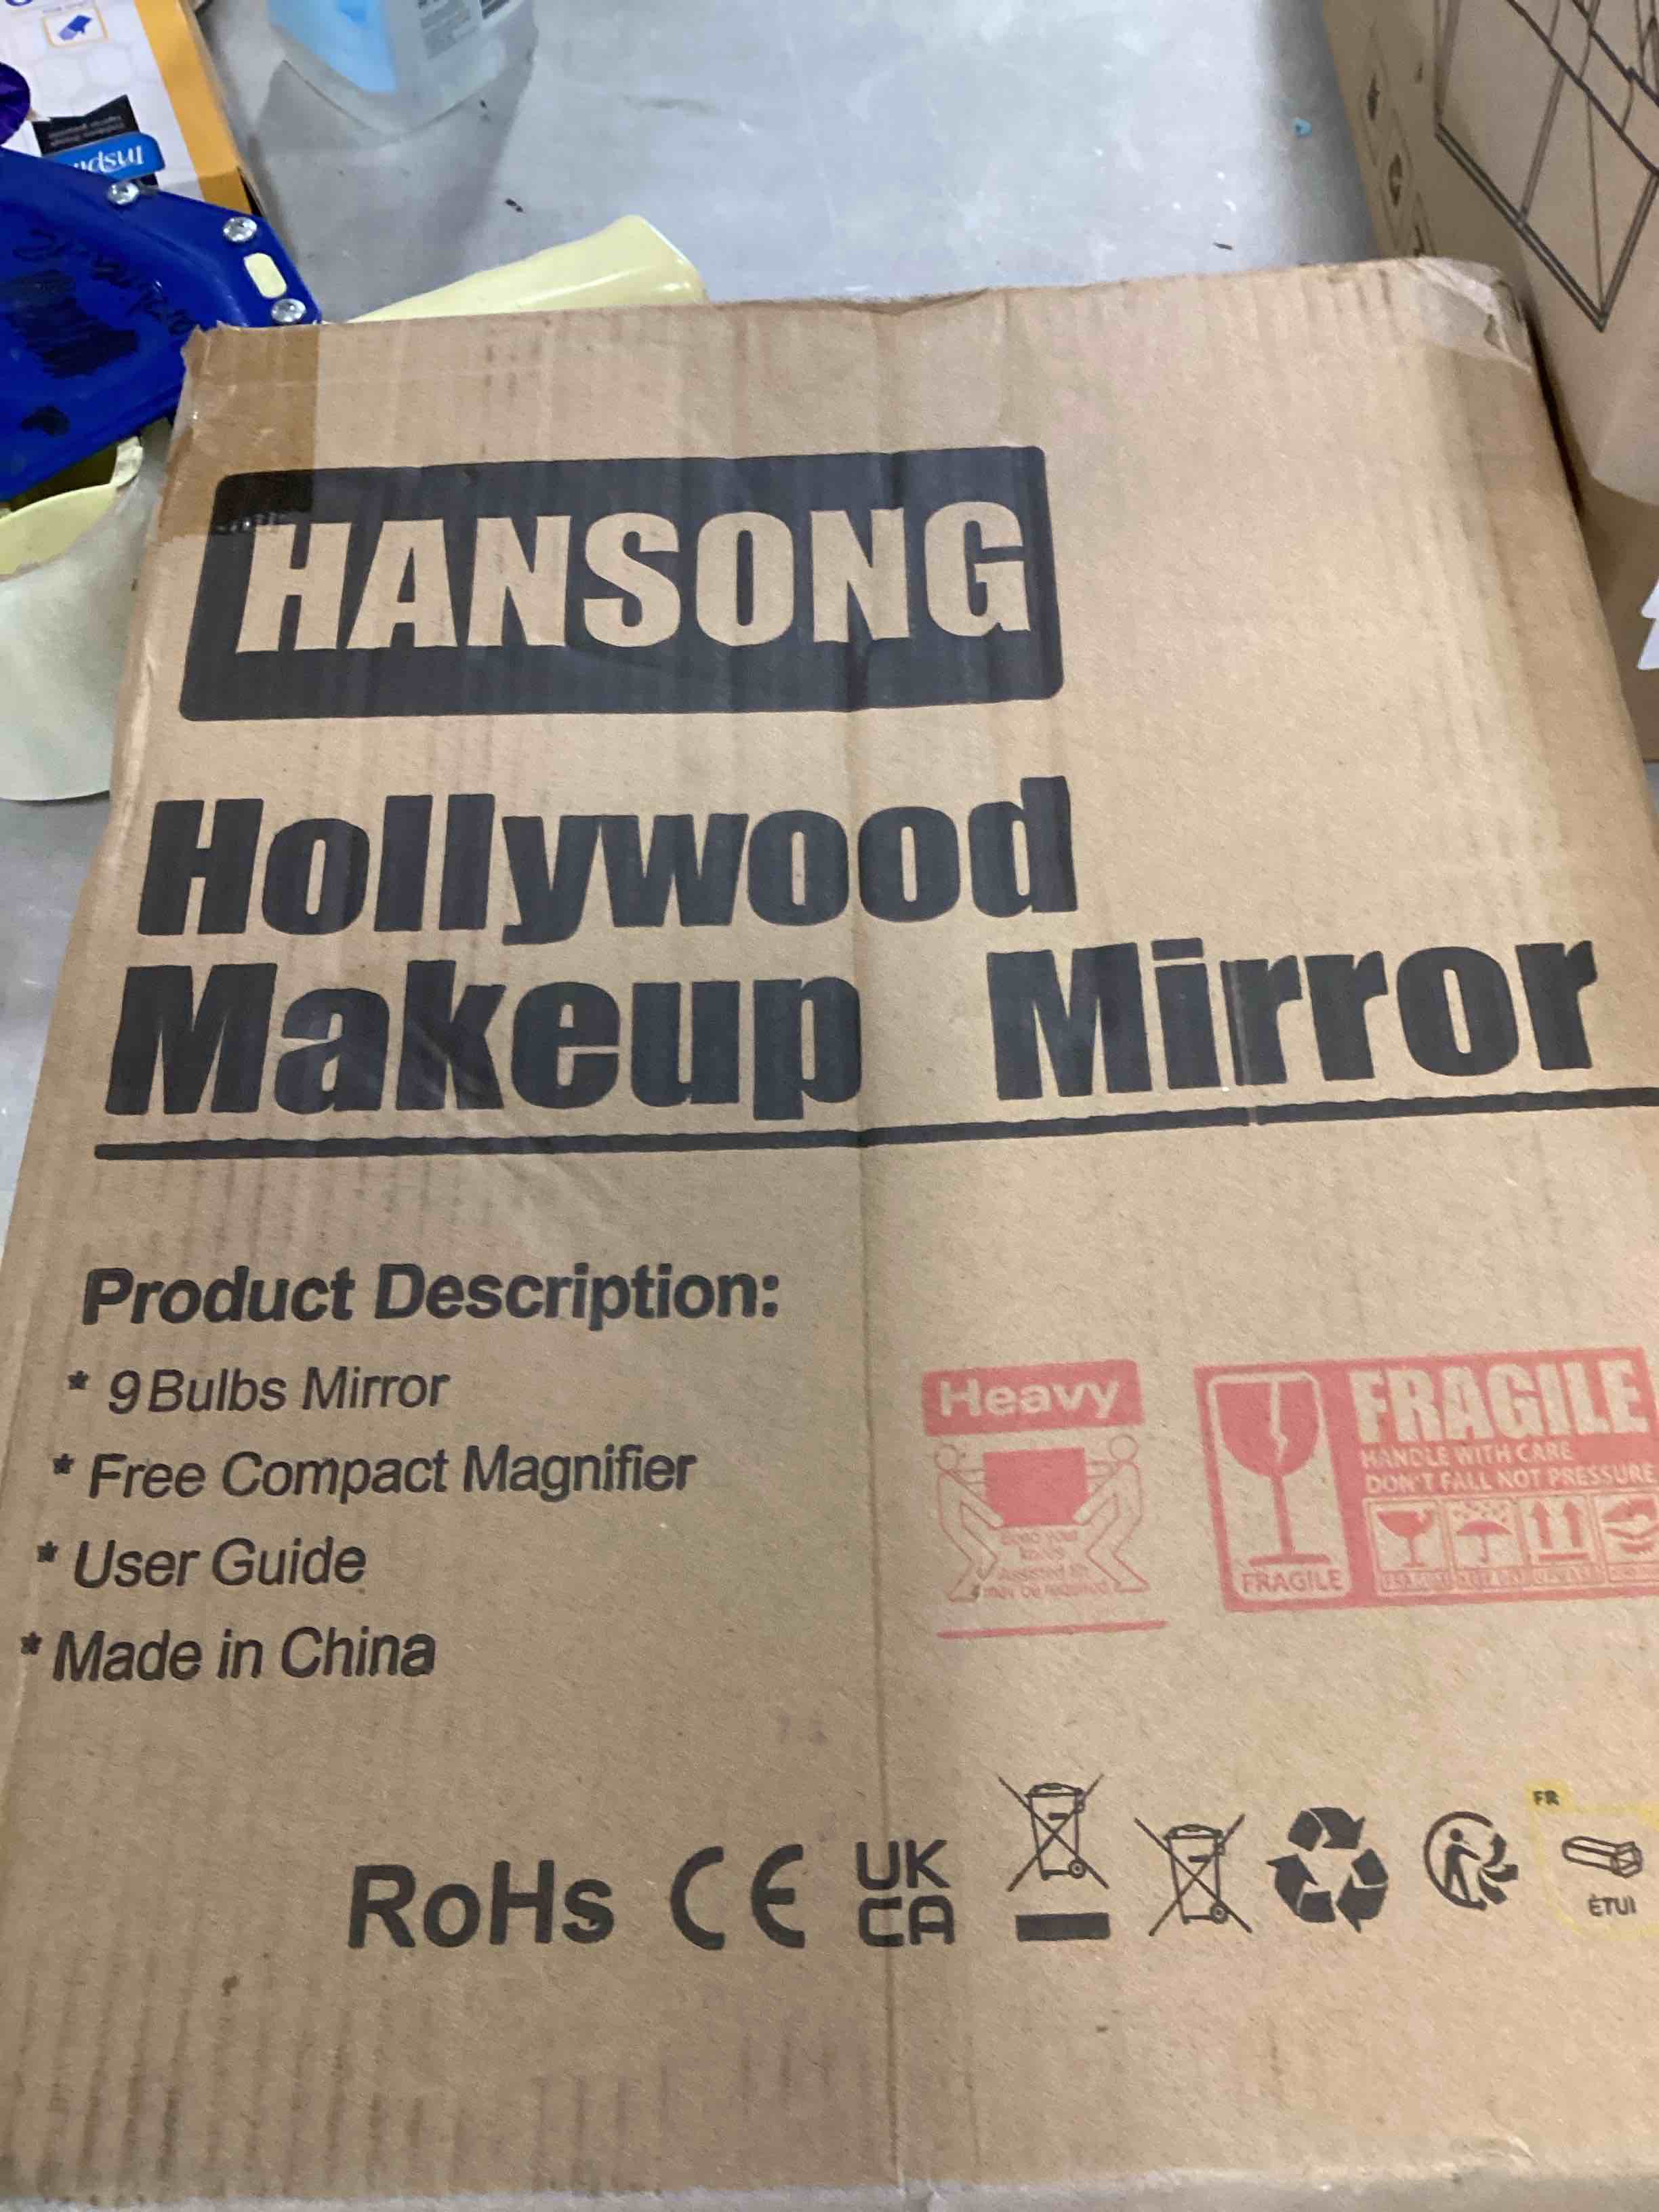 HANSONG
Hollywood
Makeup Mirror
Product Description:
* 9 Bulbs Mirror
* Free Compact Magnifier
* User Guide
* Made in China
Heavy
FRAGILE
HANDLE WITH CARE
DON'T FALL NOT PRESSURE
FRAGILE
RoHs CE UK
CA
FR
ÉTUI